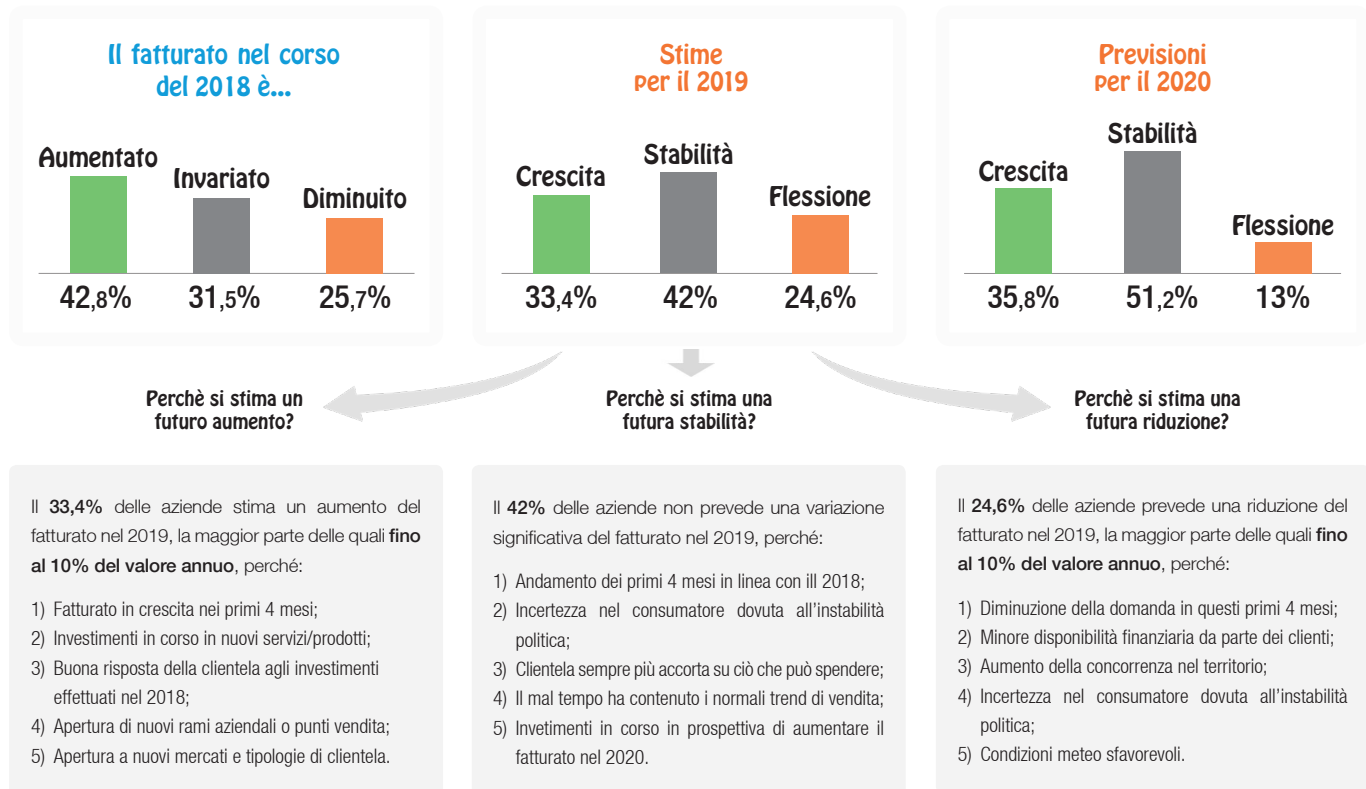 Il fatturato nel corso
del 2018 è...
Aumentato
Invariato
Diminuito
42,8%
31,5%
25,7%
Stime
per il 2019
Crescita
Stabilità
Flessione
33,4%
42%
24,6%
Previsioni
per il 2020
Crescita
Stabilità
Flessione
35,8%
51,2%
13%
Perchè si stima un
futuro aumento?
Perchè si stima una
futura stabilità?
Perchè si stima una
futura riduzione?
Il 33,4% delle aziende stima un aumento del
fatturato nel 2019, la maggior parte delle quali fino
al 10% del valore annuo, perché:
1) Fatturato in crescita nei primi 4 mesi;
2) Investimenti in corso in nuovi servizi/prodotti;
3) Buona risposta della clientela agli investimenti
effettuati nel 2018;
4) Apertura di nuovi rami aziendali o punti vendita;
5) Apertura a nuovi mercati e tipologie di clientela.
Il 42% delle aziende non prevede una variazione
significativa del fatturato nel 2019, perché:
1) Andamento dei primi 4 mesi in linea con ill 2018;
2) Incertezza nel consumatore dovuta all'instabilità
politica;
3) Clientela sempre più accorta su ciò che può spendere;
4) Il mal tempo ha contenuto i normali trend di vendita;
5) Invetimenti in corso in prospettiva di aumentare il
fatturato nel 2020.
Il 24,6% delle aziende prevede una riduzione del
fatturato nel 2019, la maggior parte delle quali fino
al 10% del valore annuo, perché:
1) Diminuzione della domanda in questi primi 4 mesi;
2) Minore disponibilità finanziaria da parte dei clienti;
3) Aumento della concorrenza nel territorio;
4) Incertezza nel consumatore dovuta all'instabilità
politica;
5) Condizioni meteo sfavorevoli.